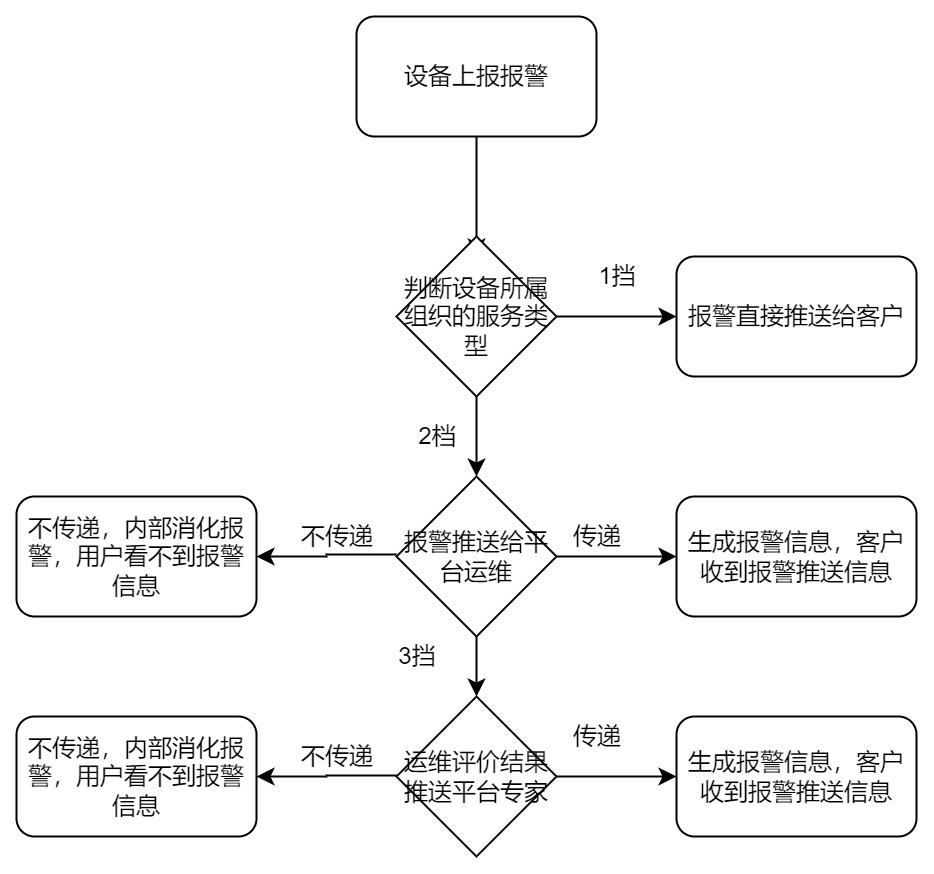 设备上报报警
判断设备所属
组织的服务类
型
1挡
报警直接推送给客户
2档
不传递，内部消化报
警，用户看不到报警
信息
不传递
报警推送给平
台运维
传递
生成报警信息，客户
收到报警推送信息
3挡
不传递，内部消化报
警，用户看不到报警
信息
不传递
运维评价结果
推送平台专家
传递
生成报警信息，客户
收到报警推送信息